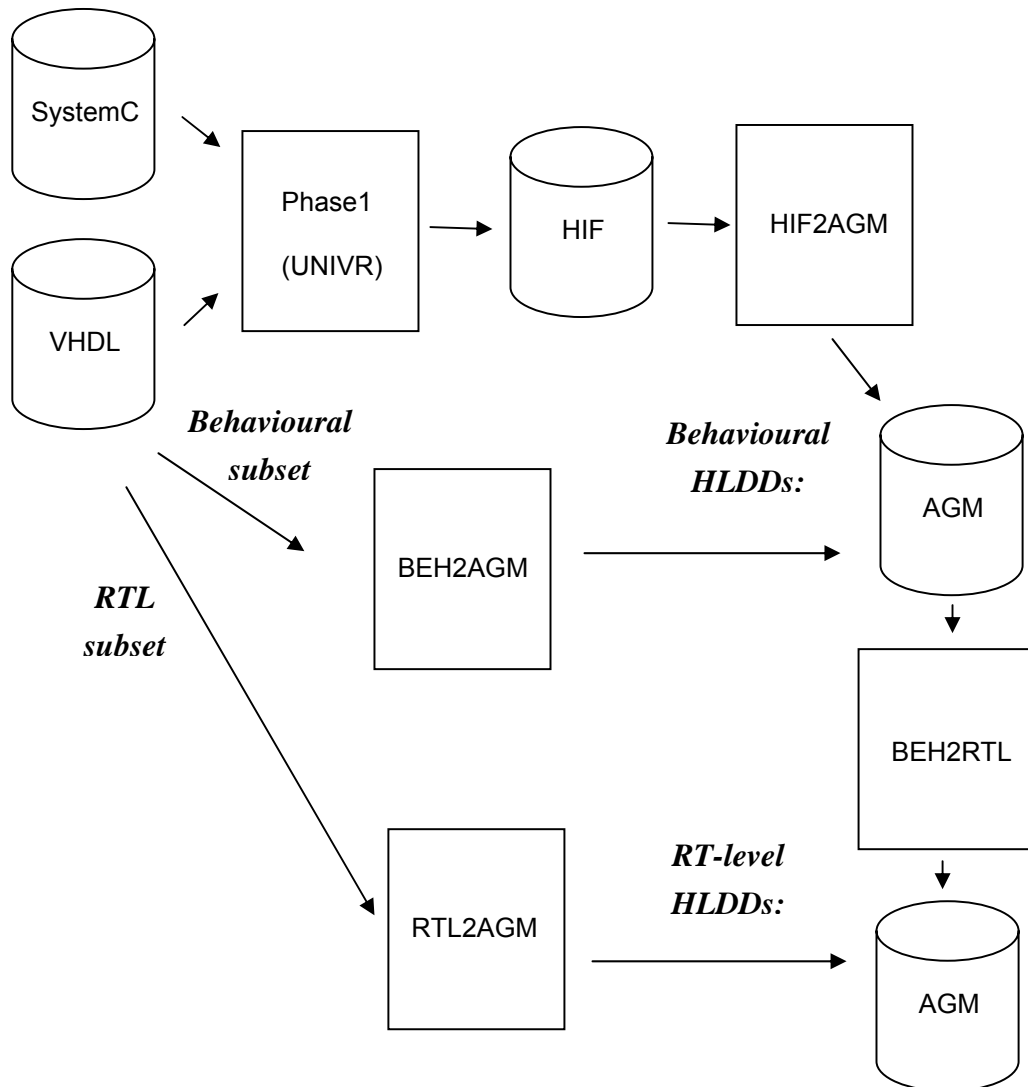 SystemC
Phase1
(UNIVR)
HIF
HIF2AGM
VHDL
Behavioural
subset
Behavioural
HLDDs:
AGM
BEH2AGM
RTL
subset
BEH2RTL
RT-level
HLDDs:
RTL2AGM
AGM